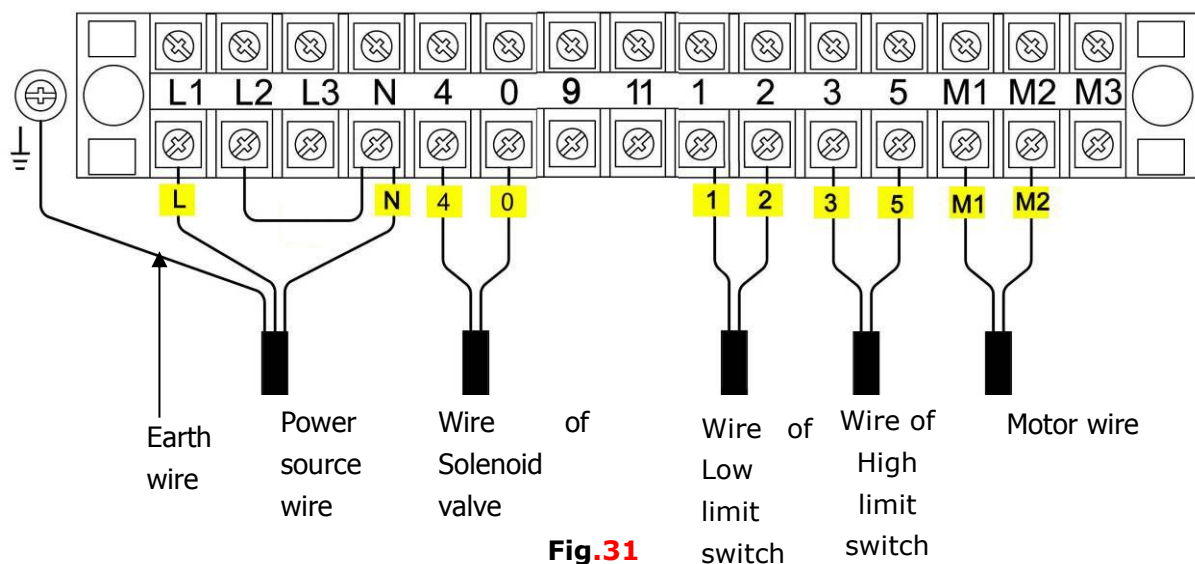 L1 L2 L3 N 4 0 9 11 1 2 3 5 M1 M2 M3
L N 4 0 1 2 3 5 M1 M2
Earth
wire
Power
source
wire
Wire of
Solenoid
valve
Wire of
Low
limit
switch
Wire of
High
limit
switch
Motor wire
Fig.31